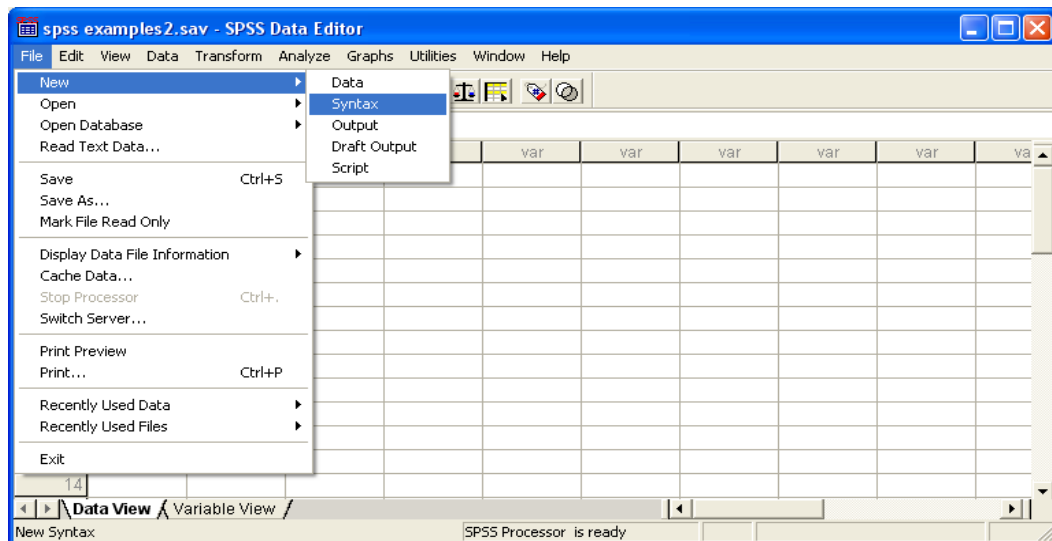 spss examples2.sav - SPSS Data Editor
File Edit View Data Transform Analyze Graphs Utilities Window Help
New
Open
Open Database
Read Text Data...
Save Ctrl+S
Save As...
Mark File Read Only
Display Data File Information
Cache Data...
Stop Processor Ctrl+.
Switch Server...
Print Preview
Print... Ctrl+P
Recently Used Data
Recently Used Files
Exit
Data
Syntax
Output
Draft Output
Script
var var var var var va
14
Data View Variable View
New Syntax SPSS Processor is ready